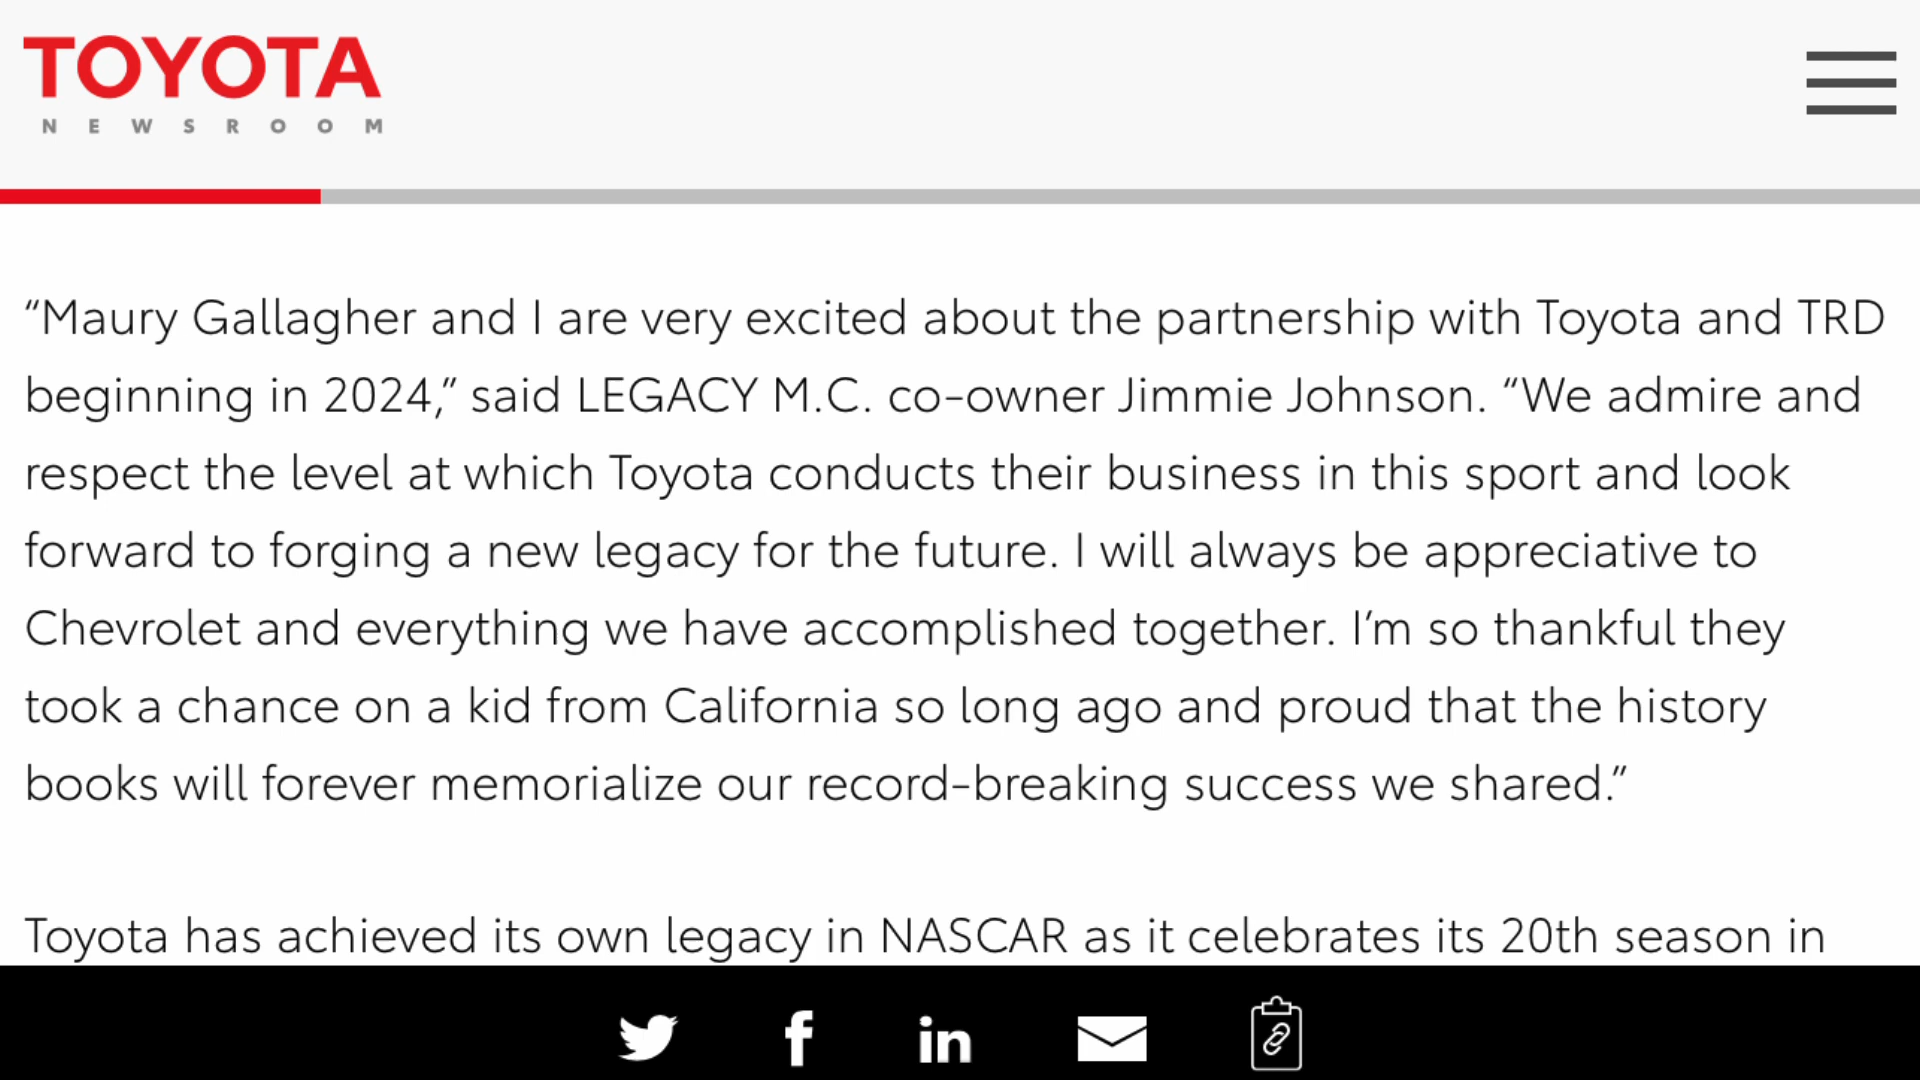 TOYOTA
NEWSROOM
“Maury Gallagher and I are very excited about the partnership with Toyota and TRD
beginning in 2024,” said LEGACY M.C. co-owner Jimmie Johnson. “We admire and
respect the level at which Toyota conducts their business in this sport and look
forward to forging a new legacy for the future. I will always be appreciative to
Chevrolet and everything we have accomplished together. I’m so thankful they
took a chance on a kid from California so long ago and proud that the history
books will forever memorialize our record-breaking success we shared.”
Toyota has achieved its own legacy in NASCAR as it celebrates its 20th season in